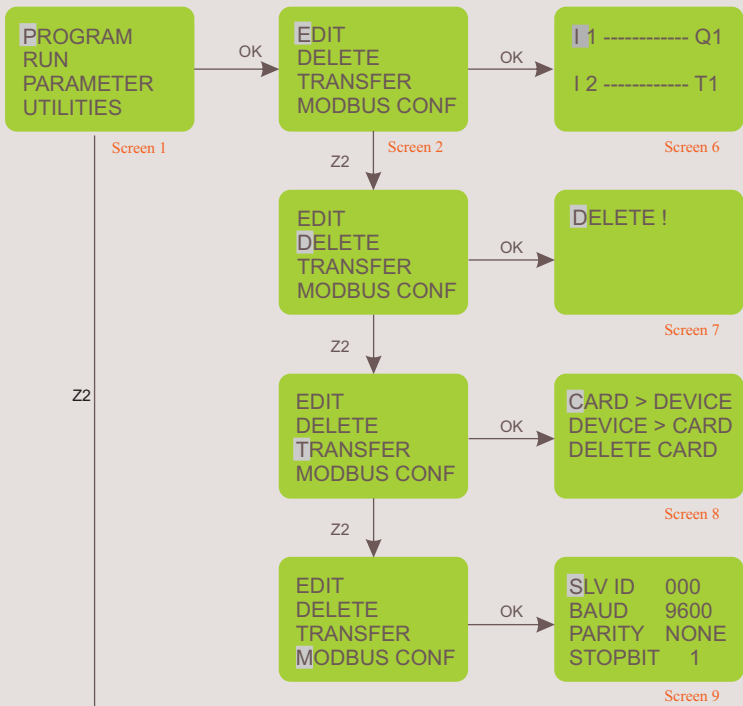 PROGRAM
RUN
PARAMETER
UTILITIES
Screen 1
OK
EDIT
DELETE
TRANSFER
MODBUS CONF
Screen 2
OK
I 1 ------------ Q1
I 2 ------------ T1
Screen 6
Z2
EDIT
DELETE
TRANSFER
MODBUS CONF
OK
DELETE !
Screen 7
Z2
Z2
EDIT
DELETE
TRANSFER
MODBUS CONF
OK
CARD > DEVICE
DEVICE > CARD
DELETE CARD
Screen 8
Z2
EDIT
DELETE
TRANSFER
MODBUS CONF
OK
SLV ID 000
BAUD 9600
PARITY NONE
STOPBIT 1
Screen 9